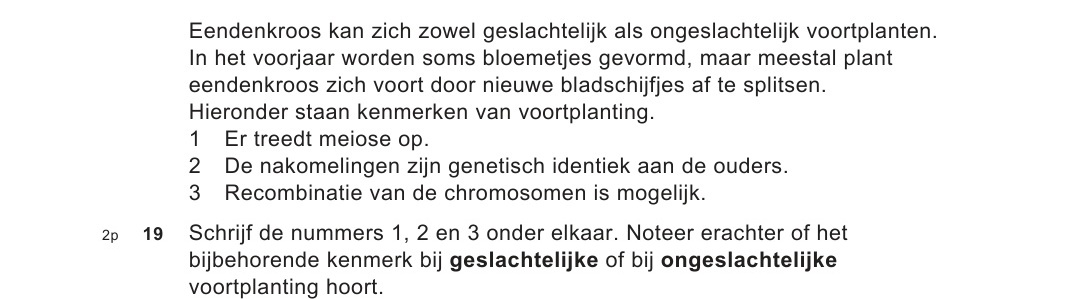 Eendenkroos kan zich zowel geslachtelijk als ongeslachtelijk voortplanten.
In het voorjaar worden soms bloemetjes gevormd, maar meestal plant
eendenkroos zich voort door nieuwe bladschijfjes af te splitsen.
Hieronder staan kenmerken van voortplanting.
1 Er treedt meiose op.
2 De nakomelingen zijn genetisch identiek aan de ouders.
3 Recombinatie van de chromosomen is mogelijk.
2p 19 Schrijf de nummers 1, 2 en 3 onder elkaar. Noteer erachter of het
bijbehorende kenmerk bij geslachtelijke of bij ongeslachtelijke
voortplanting hoort.